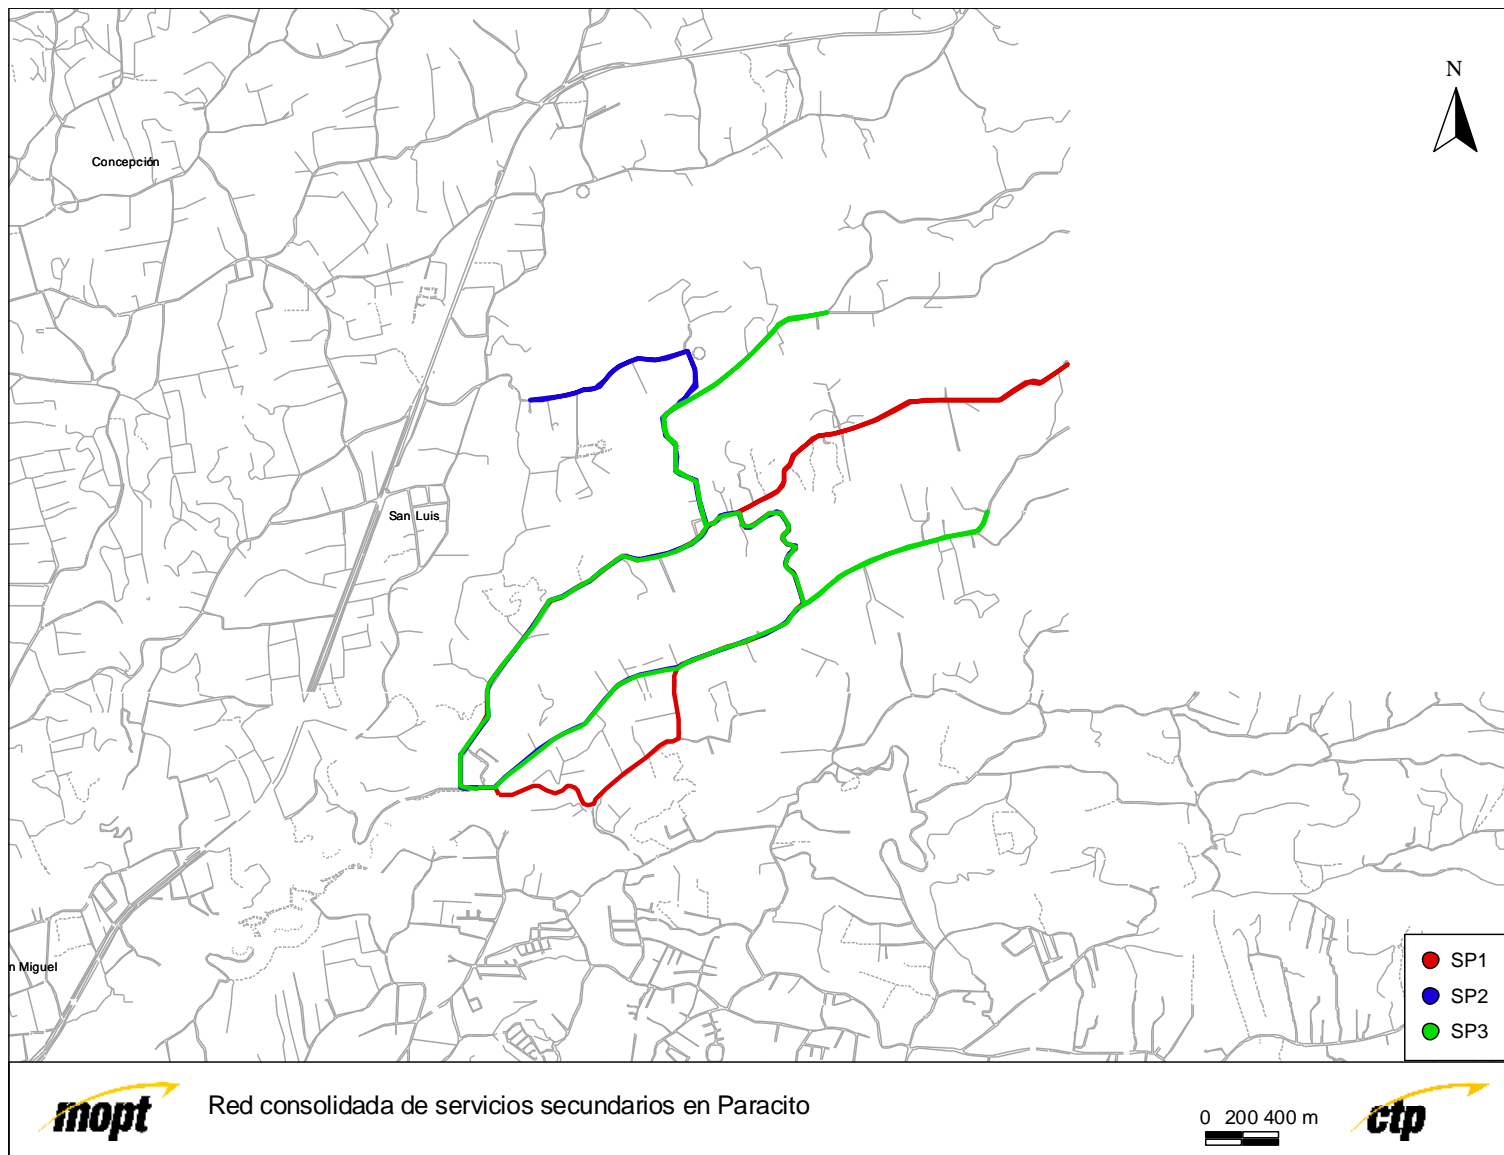 N
Concepción
San Luis
n Miguel
SP1
SP2
SP3
mopt
Red consolidada de servicios secundarios en Paracito
0 200 400 m
ctp